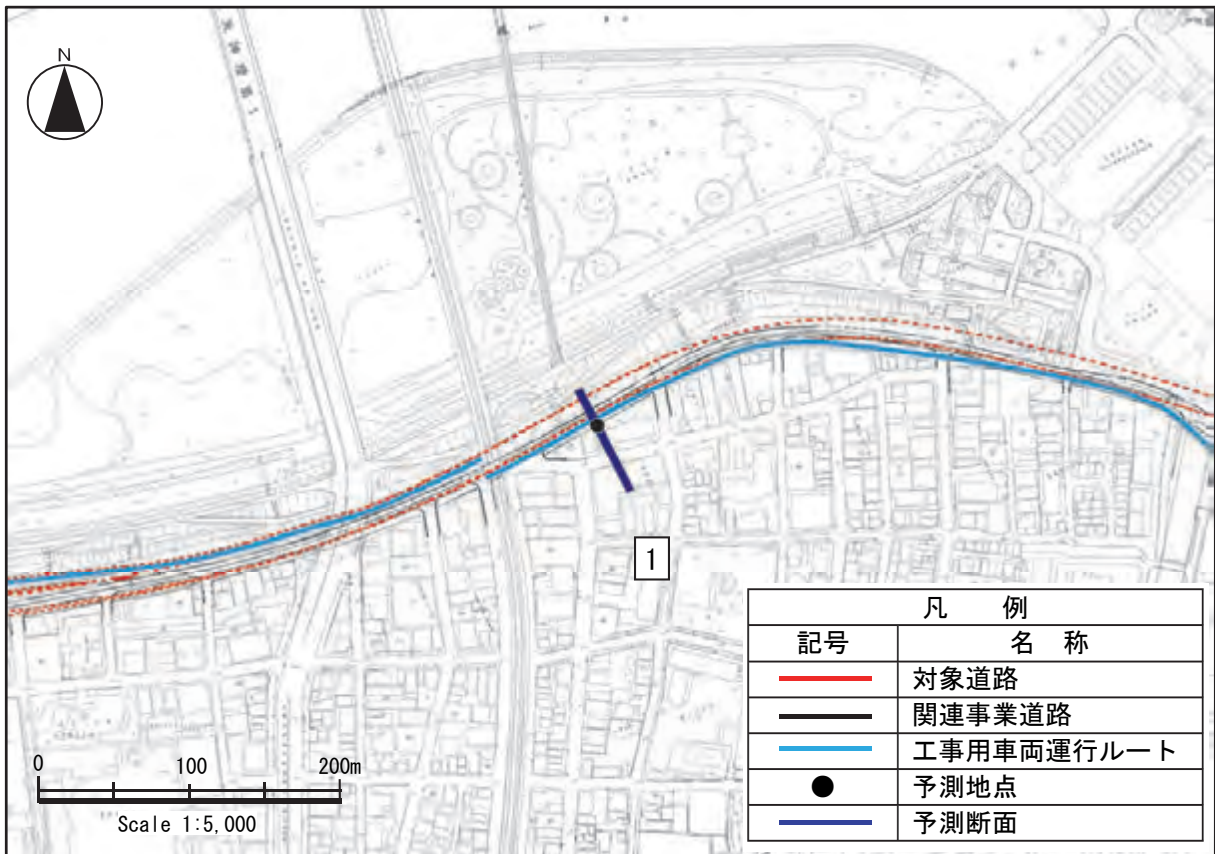 N
1
凡 例
記号 名 称
対象道路
関連事業道路
工事用車両運行ルート
予測地点
予測断面
0 100 200m
Scale 1:5,000